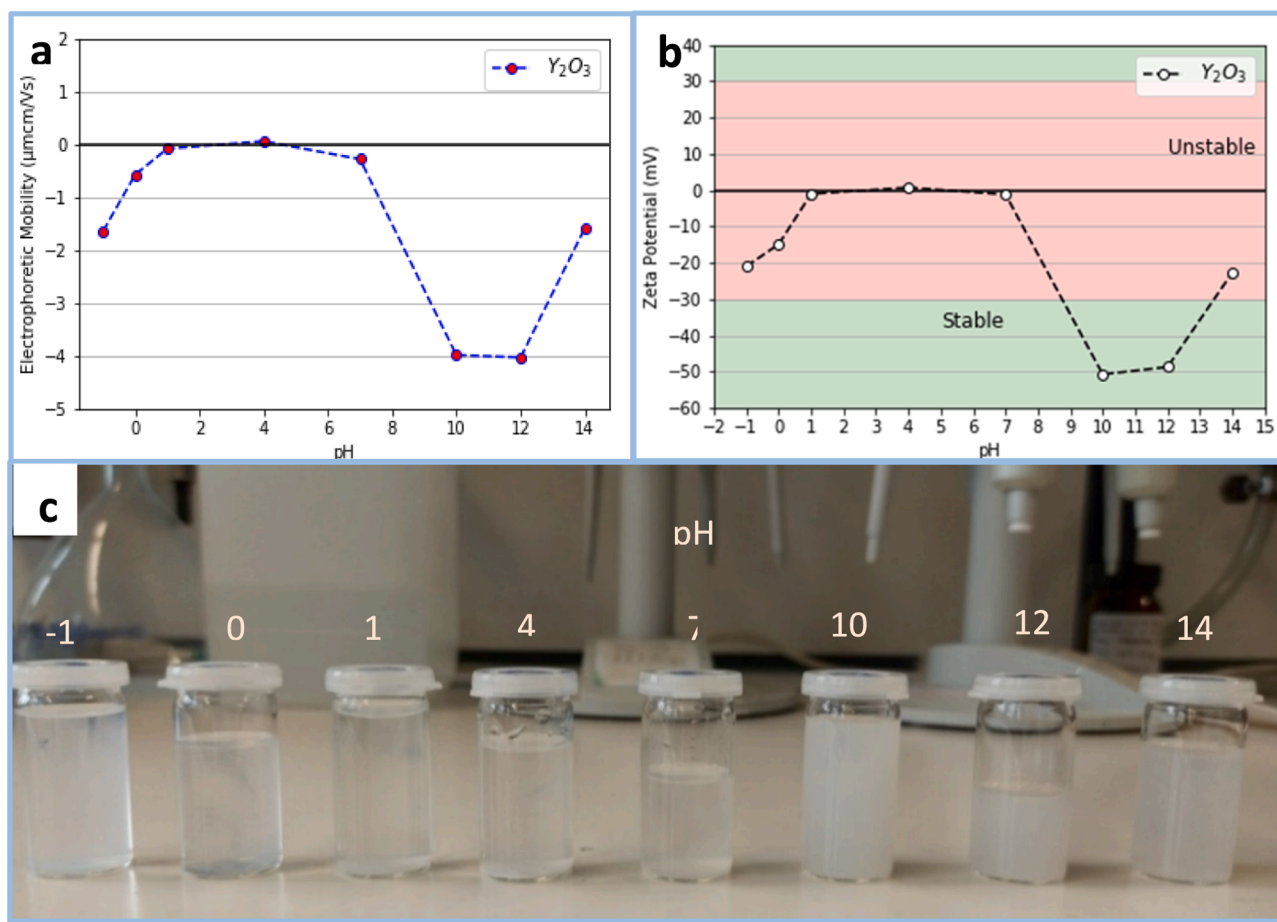 a
Y₂O₃
Electrophoretic Mobility (µmcm/Vs)
2
1
0
−1
−2
−3
−4
−5
0 2 4 6 8 10 12 14
pH
b
Y₂O₃
Unstable
Stable
Zeta Potential (mV)
40
30
20
10
0
−10
−20
−30
−40
−50
−60
−2 −1 0 1 2 3 4 5 6 7 8 9 10 11 12 13 14 15
pH
c
pH
-1 0 1 4 7 10 12 14